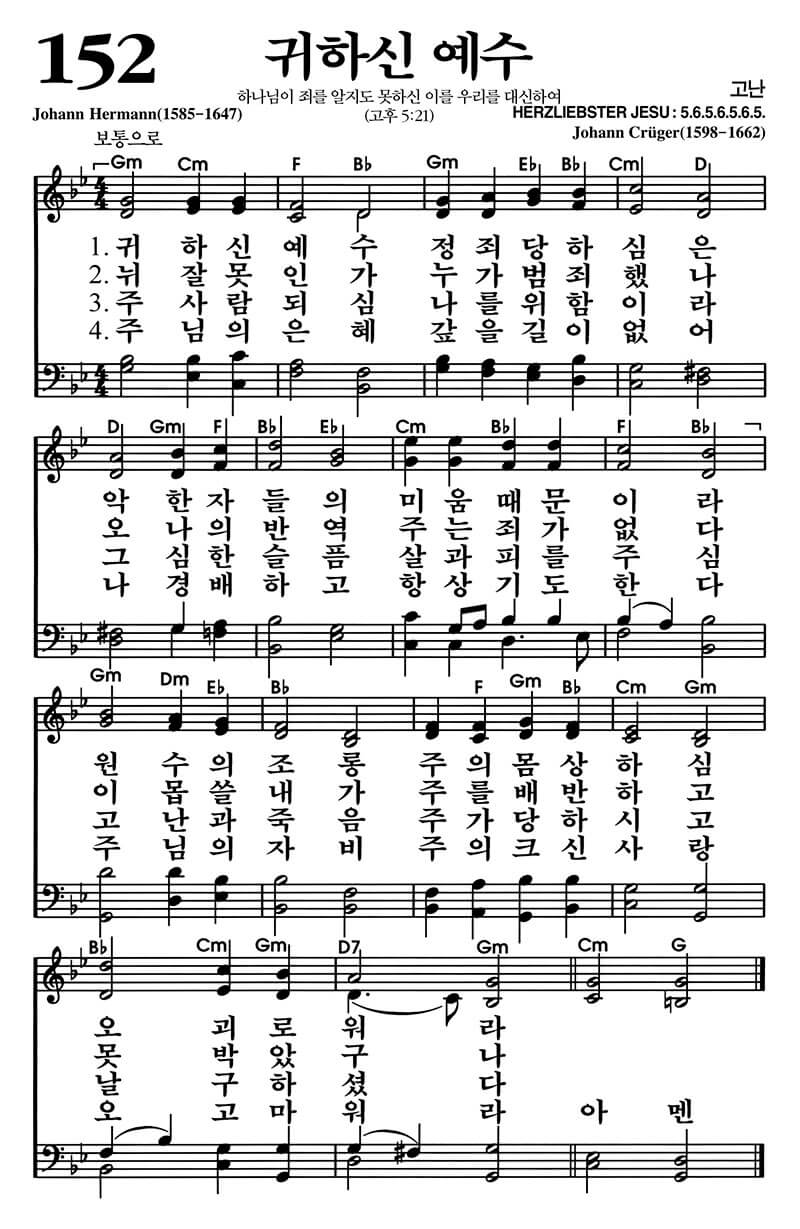 152 귀하신 예수
하나님이 죄를 알지도 못하신 이를 우리를 대신하여
고난
Johann Hermann(1585-1647)
(고후 5:21)
HERZLIEBSTER JESU: 5.6.5.6.5.6.5.
보통으로
Johann Crüger(1598-1662)
Gm Cm F B♭ Gm E♭ B♭ Cm D
4/4
1. 귀 하 신 예 수 정 죄 당 하 심 은
2. 뉘 잘 못 인 가 누 가 범 죄 했 나
3. 주 사 람 되 심 나 를 위 함 이 라
4. 주 님 의 은 혜 갚 을 길 이 없 어
4/4
D Gm F B♭ E♭ Cm B♭ F B♭
악 한 자 들 의 미 움 때 문 이 라
오 나 의 반 역 주 는 죄 가 없 다
그 심 한 슬 픔 살 과 피 를 주 심
나 경 배 하 고 항 상 기 도 한 다
Gm Dm E♭ B♭ F Gm B♭ Cm Gm
원 수 의 조 롱 주 의 몸 상 하 심
이 몹 쓸 내 가 주 를 배 반 하 고
고 난 과 죽 음 주 가 당 하 시 고
주 님 의 자 비 주 의 크 신 사 랑
B♭ Cm Gm D7 Gm Cm G
오 괴 로 워 라
못 박 았 구 나
날 구 하 셨 다
오 고 마 워 라 아 멘